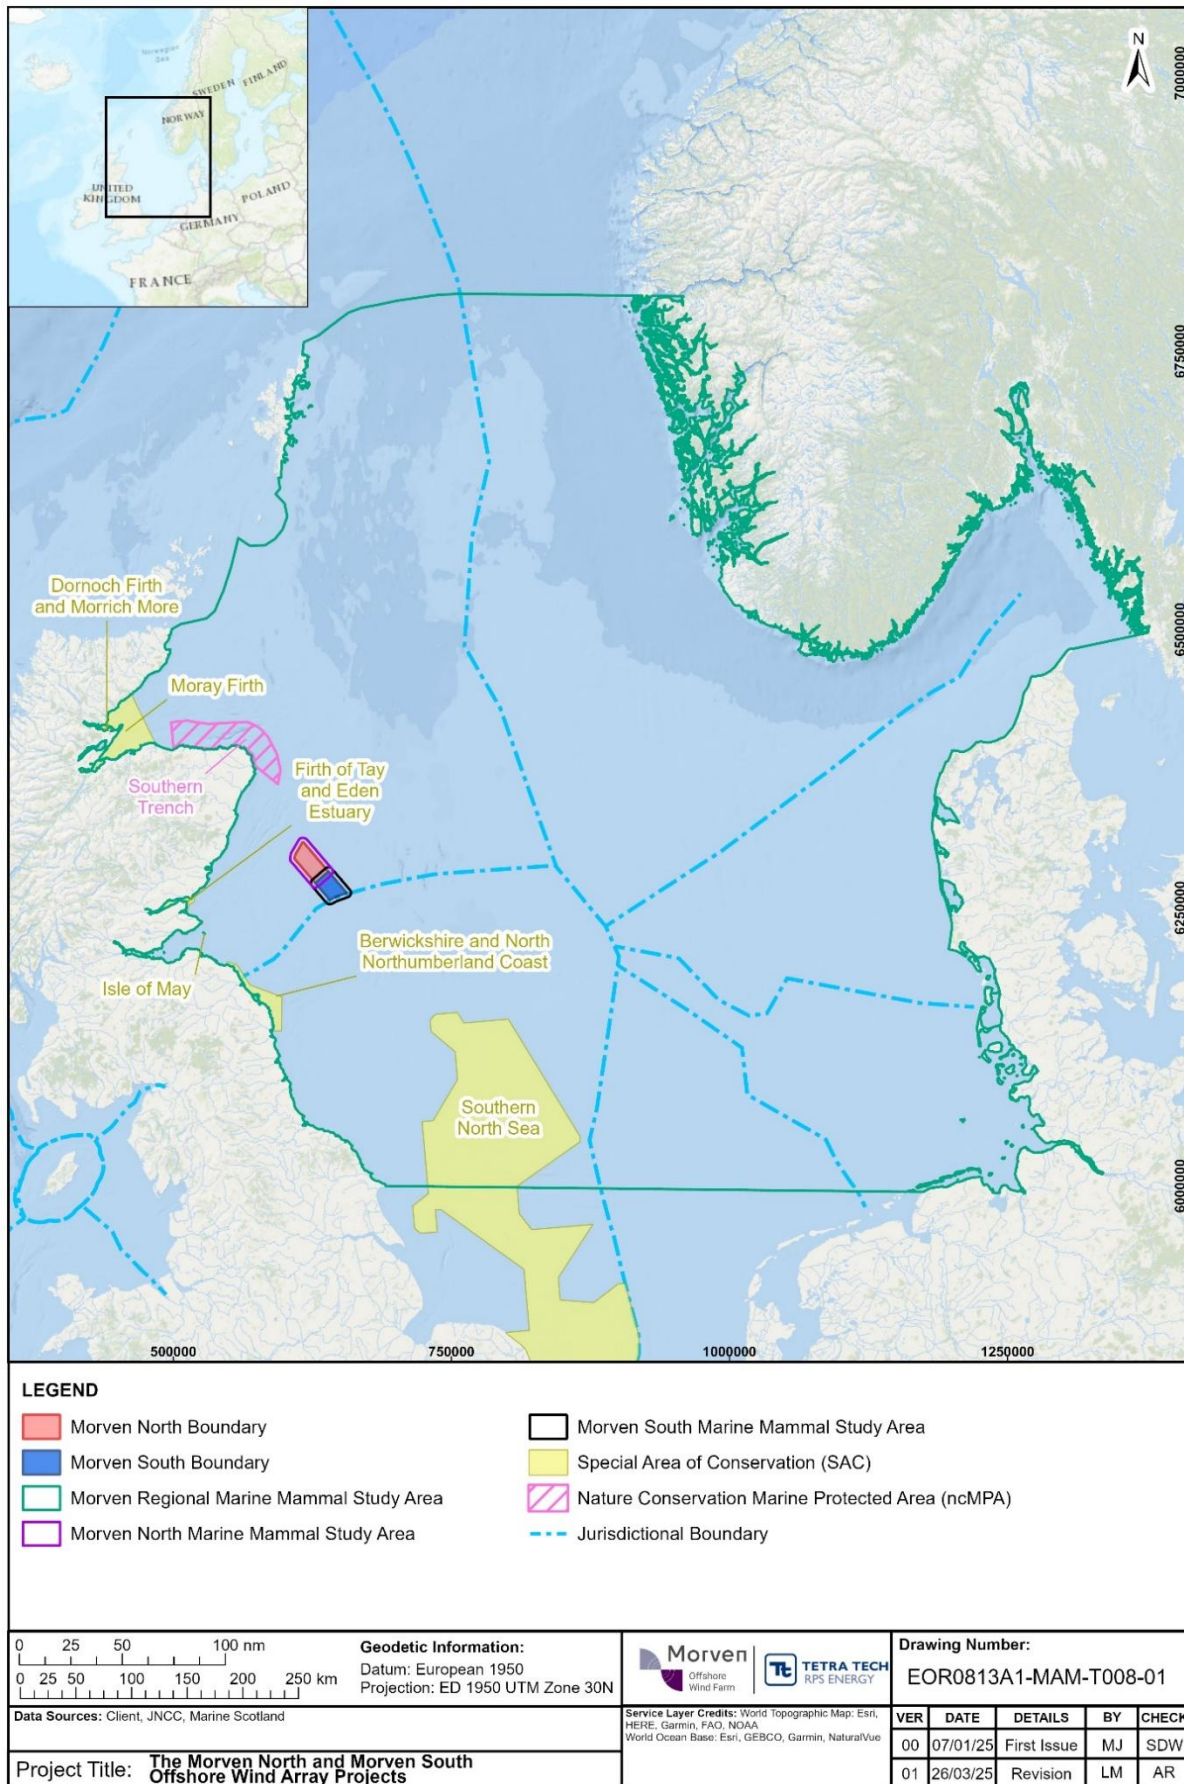 Norwegian
Sea
SWEDEN
FINLAND
NORWAY
UNITED
KINGDOM
POLAND
GERMANY
FRANCE
N
7000000
6750000
6500000
6250000
6000000
Dornoch Firth
and Morrich More
Moray Firth
Southern
Trench
Firth of Tay
and Eden
Estuary
Isle of May
Berwickshire and North
Northumberland Coast
Southern
North Sea
500000
750000
1000000
1250000
LEGEND
Morven North Boundary
Morven South Boundary
Morven Regional Marine Mammal Study Area
Morven North Marine Mammal Study Area
Morven South Marine Mammal Study Area
Special Area of Conservation (SAC)
Nature Conservation Marine Protected Area (ncMPA)
Jurisdictional Boundary
0 25 50 100 nm
0 25 50 100 150 200 250 km
Geodetic Information:
Datum: European 1950
Projection: ED 1950 UTM Zone 30N
Data Sources: Client, JNCC, Marine Scotland
Project Title: The Morven North and Morven South
Offshore Wind Array Projects
Morven
Offshore
Wind Farm
TETRA TECH
RPS ENERGY
Service Layer Credits: World Topographic Map: Esri,
HERE, Garmin, FAO, NOAA
World Ocean Base: Esri, GEBCO, Garmin, NaturalVue
Drawing Number:
EOR0813A1-MAM-T008-01
VER DATE DETAILS BY CHECK
00 07/01/25 First Issue MJ SDW
01 26/03/25 Revision LM AR